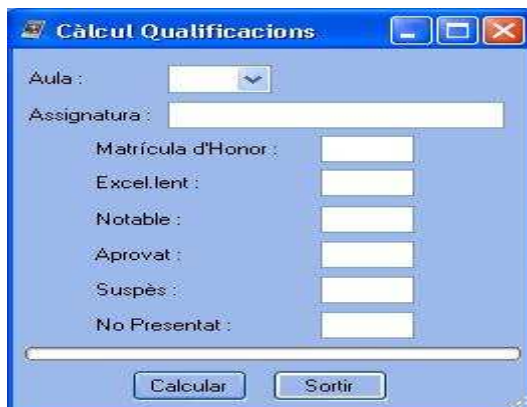 Càlcul Qualificacions
Aula :
Assignatura :
Matrícula d'Honor :
Excel.lent :
Notable :
Aprovat :
Suspès :
No Presentat :
Calcular Sortir